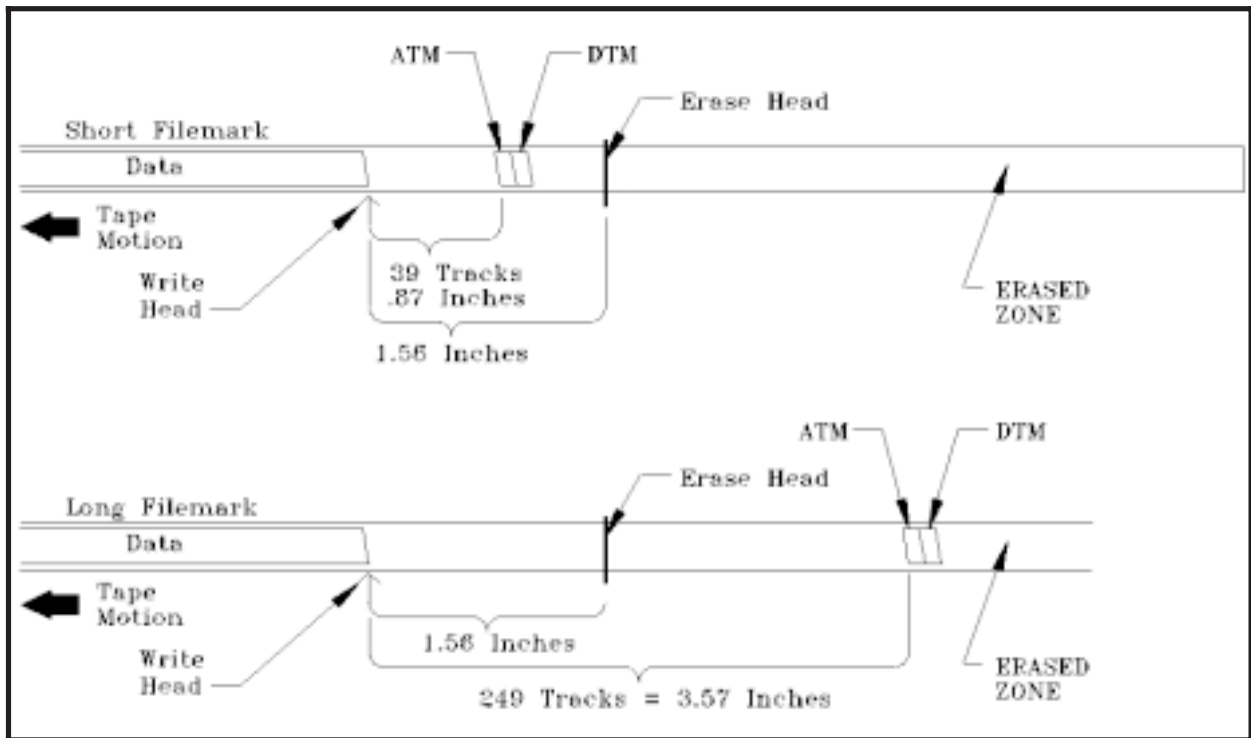 ATM
DTM
Erase Head
Short Filemark
Data
Tape
Motion
Write
Head
39 Tracks
.87 Inches
1.56 Inches
ERASED
ZONE
ATM
DTM
Erase Head
Long Filemark
Data
Tape
Motion
Write
Head
1.56 Inches
249 Tracks = 3.57 Inches
ERASED
ZONE